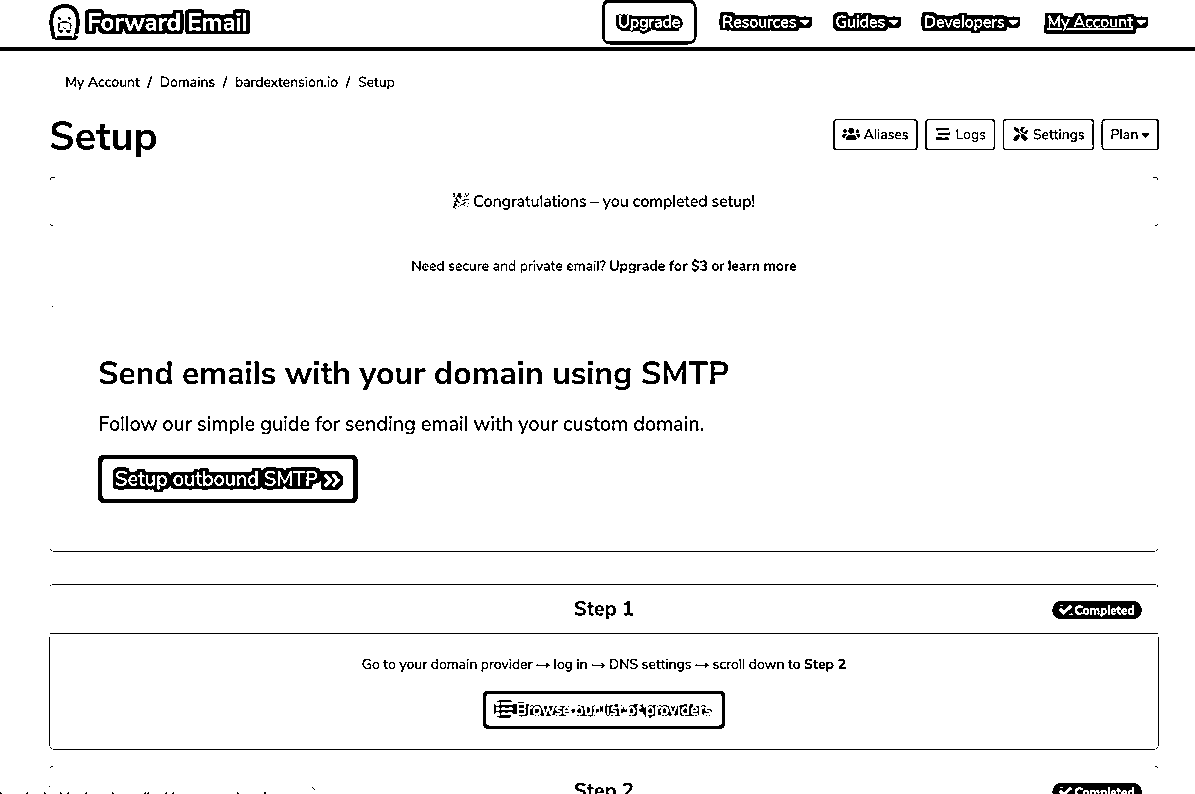 Forward Email
Upgrade Resources Guides Developers My Account
My Account / Domains / bardextension.io / Setup
Setup
Aliases Logs Settings Plan
Congratulations – you completed setup!
Need secure and private email? Upgrade for $3 or learn more
Send emails with your domain using SMTP
Follow our simple guide for sending email with your custom domain.
Setup outbound SMTP »
Step 1
Completed
Go to your domain provider → log in → DNS settings → scroll down to Step 2
Browse our list of providers
Step 2
Completed